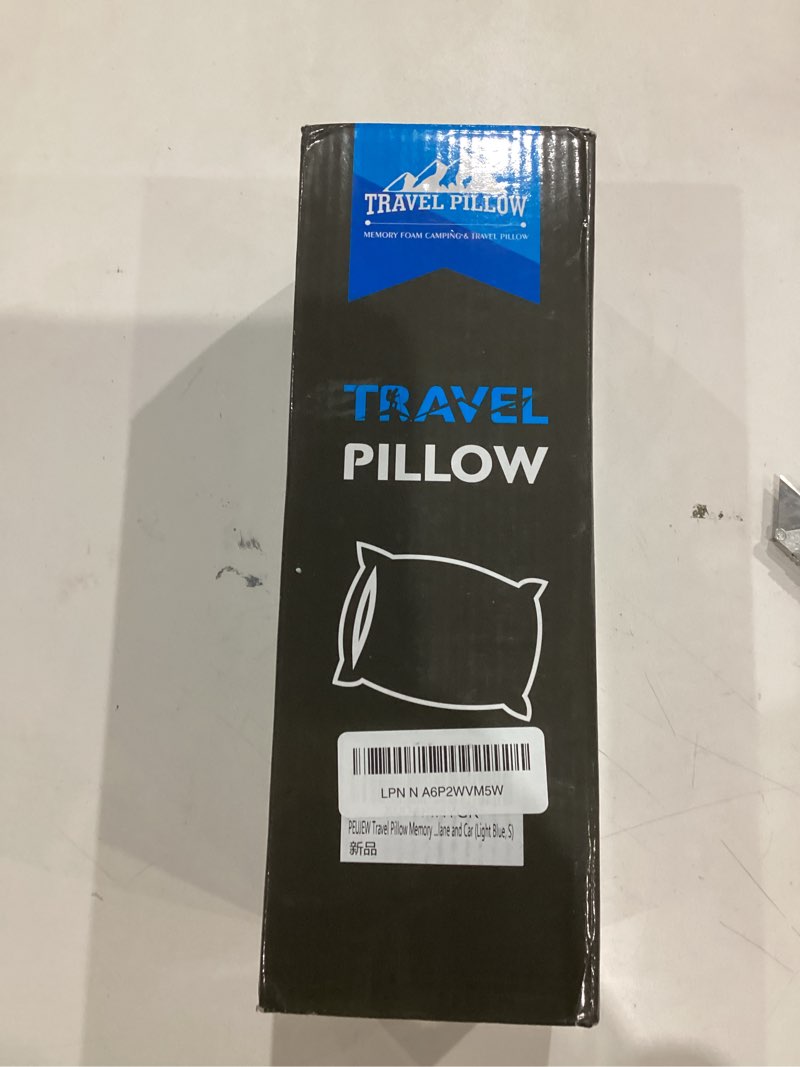 TRAVEL PILLOW
MEMORY FOAM CAMPING & TRAVEL PILLOW
TRAVEL
PILLOW
LPN N A6P2WVM5W
Travel Pillow Memory ...lane and Car (Light Blue, S)
新品